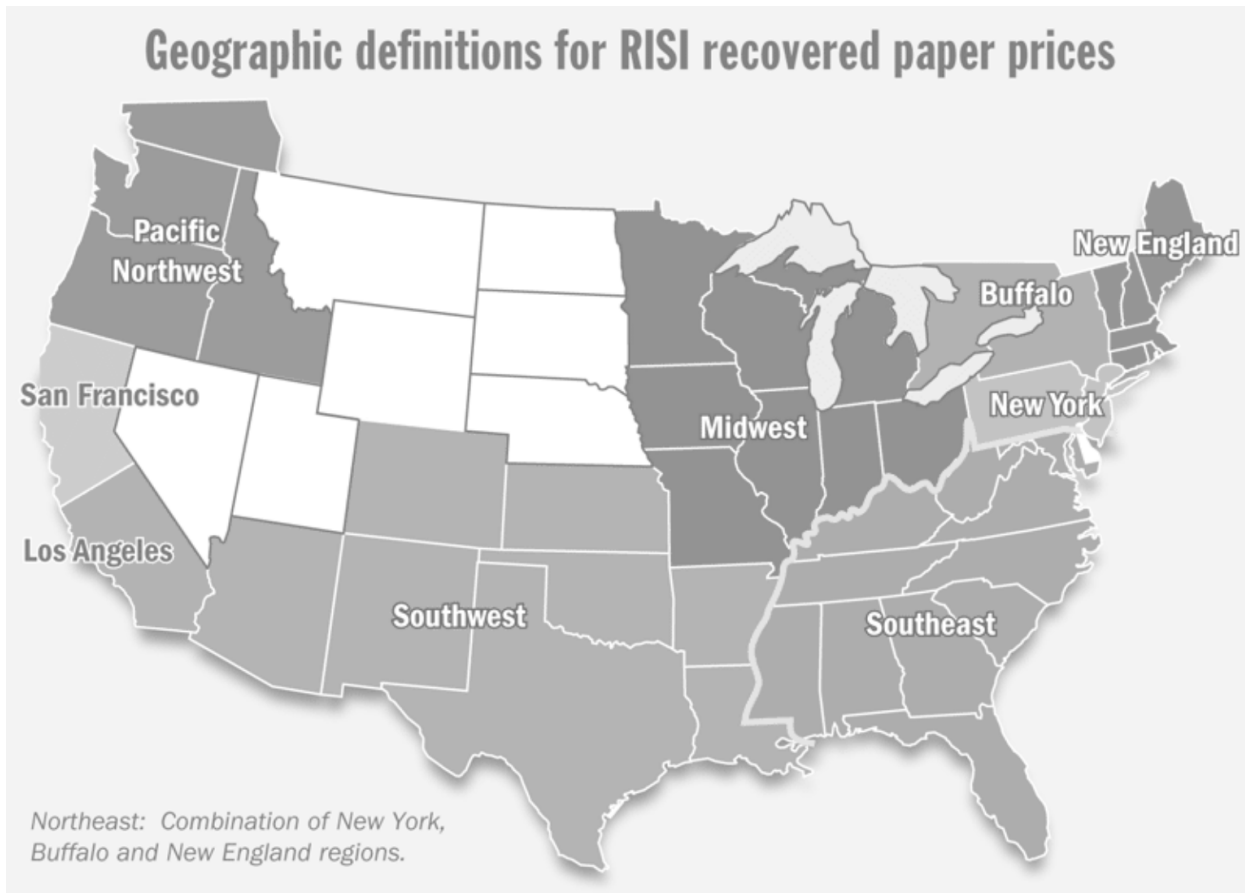 Geographic definitions for RISI recovered paper prices
Pacific
Northwest
New England
Buffalo
San Francisco
New York
Midwest
Los Angeles
Southwest
Southeast
Northeast: Combination of New York,
Buffalo and New England regions.